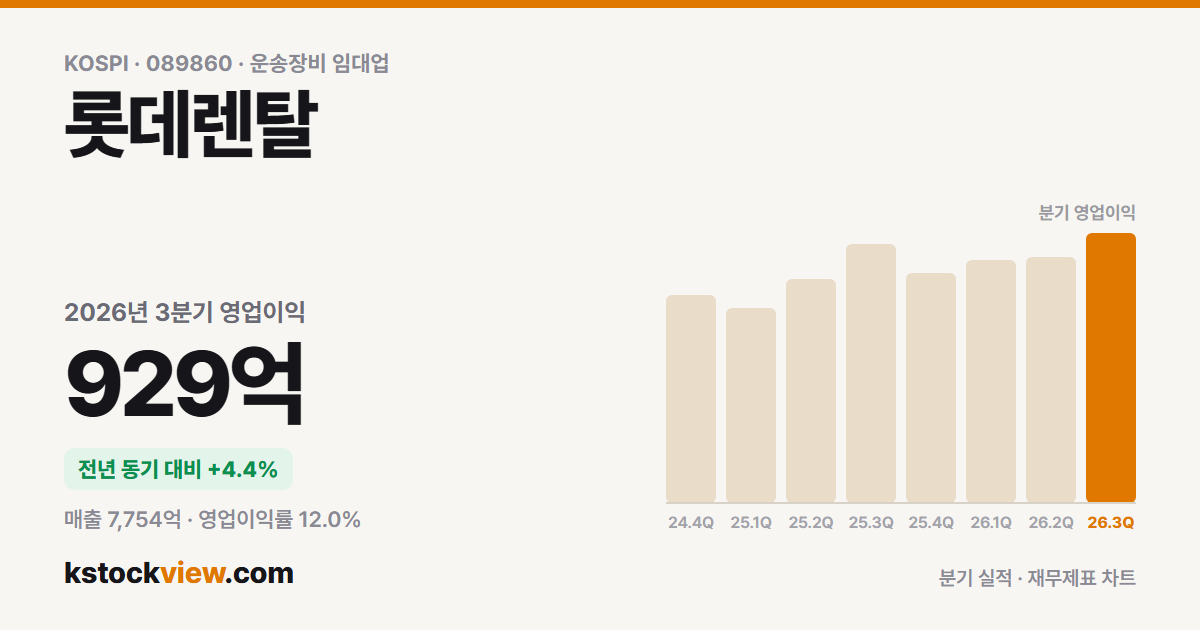 KOSPI · 089860 · 운송장비 임대업
롯데렌탈
분기 영업이익
2026년 3분기 영업이익
929억
전년 동기 대비 +4.4%
매출 7,754억 · 영업이익률 12.0%
24.4Q 25.1Q 25.2Q 25.3Q 25.4Q 26.1Q 26.2Q 26.3Q
kstockview.com
분기 실적 · 재무제표 차트